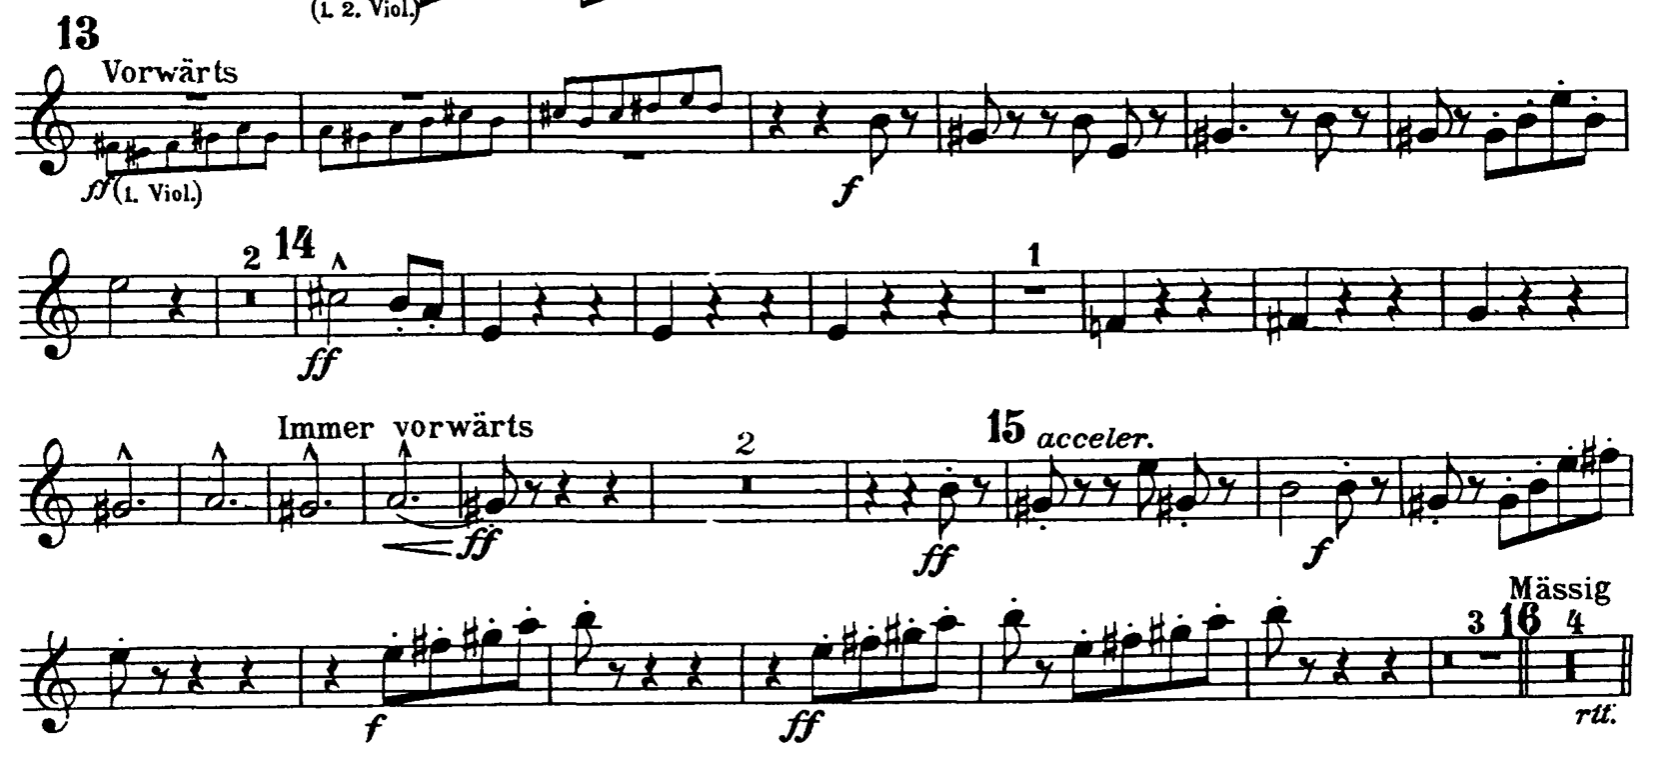 (1. 2. Viol.)
13
Vorwärts
ff (1. Viol.)
f
2 14
1
ff
Immer vorwärts
2
15 acceler.
ff
ff
f
Mässig
3 16 4
f
ff
rit.